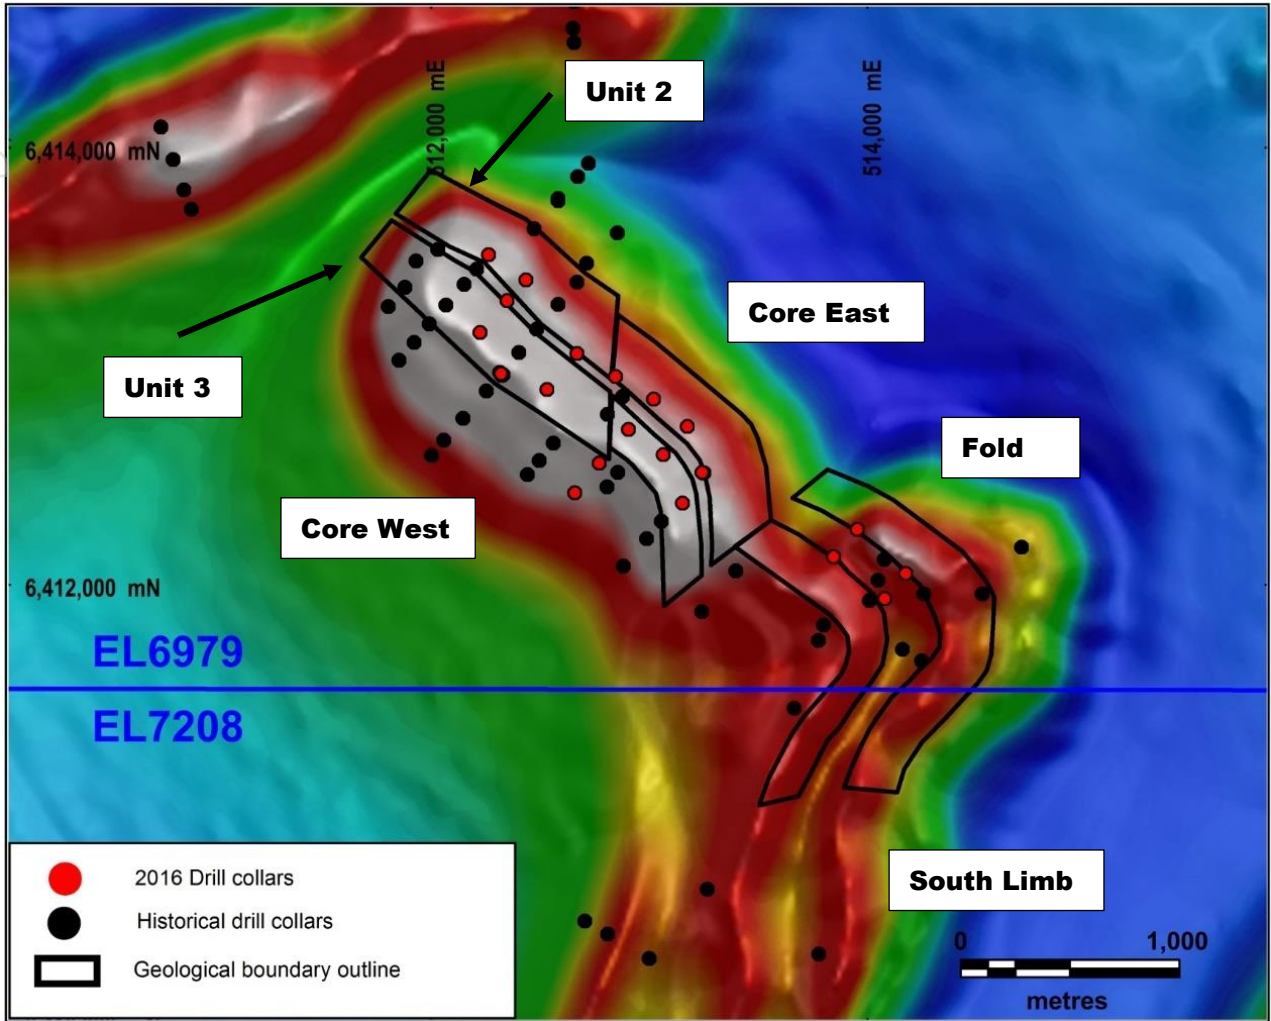 Unit 2
512,000 mE
514,000 mE
6,414,000 mN
Core East
Unit 3
Fold
Core West
6,412,000 mN
EL6979
EL7208
South Limb
2016 Drill collars
Historical drill collars
Geological boundary outline
0 1,000
metres